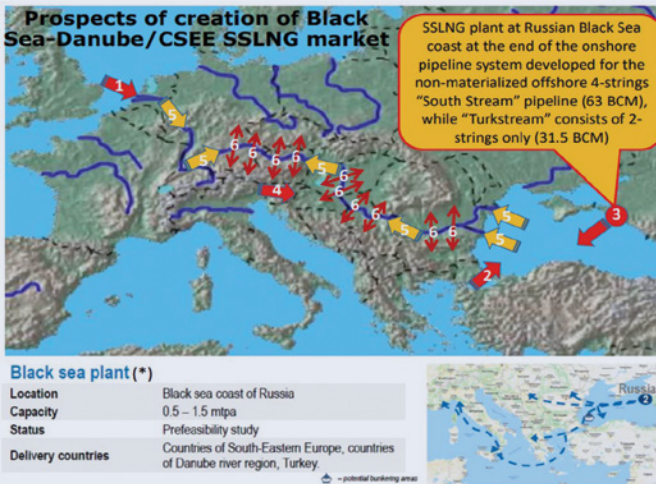 Prospects of creation of Black
Sea-Danube/CSEE SSLNG market
SSLNG plant at Russian Black Sea
coast at the end of the onshore
pipeline system developed for the
non-materialized offshore 4-strings
"South Stream" pipeline (63 BCM),
while "Turkstream" consists of 2-
strings only (31.5 BCM)
1
5
5
6
6
6
6
5
6
6
6
6
4
5
6
6
5
5
2
3
Black sea plant (*)
Location Black sea coast of Russia
Capacity 0.5 – 1.5 mtpa
Status Prefeasibility study
Delivery countries Countries of South-Eastern Europe, countries
of Danube river region, Turkey.
= potential bunkering areas
Russia
2